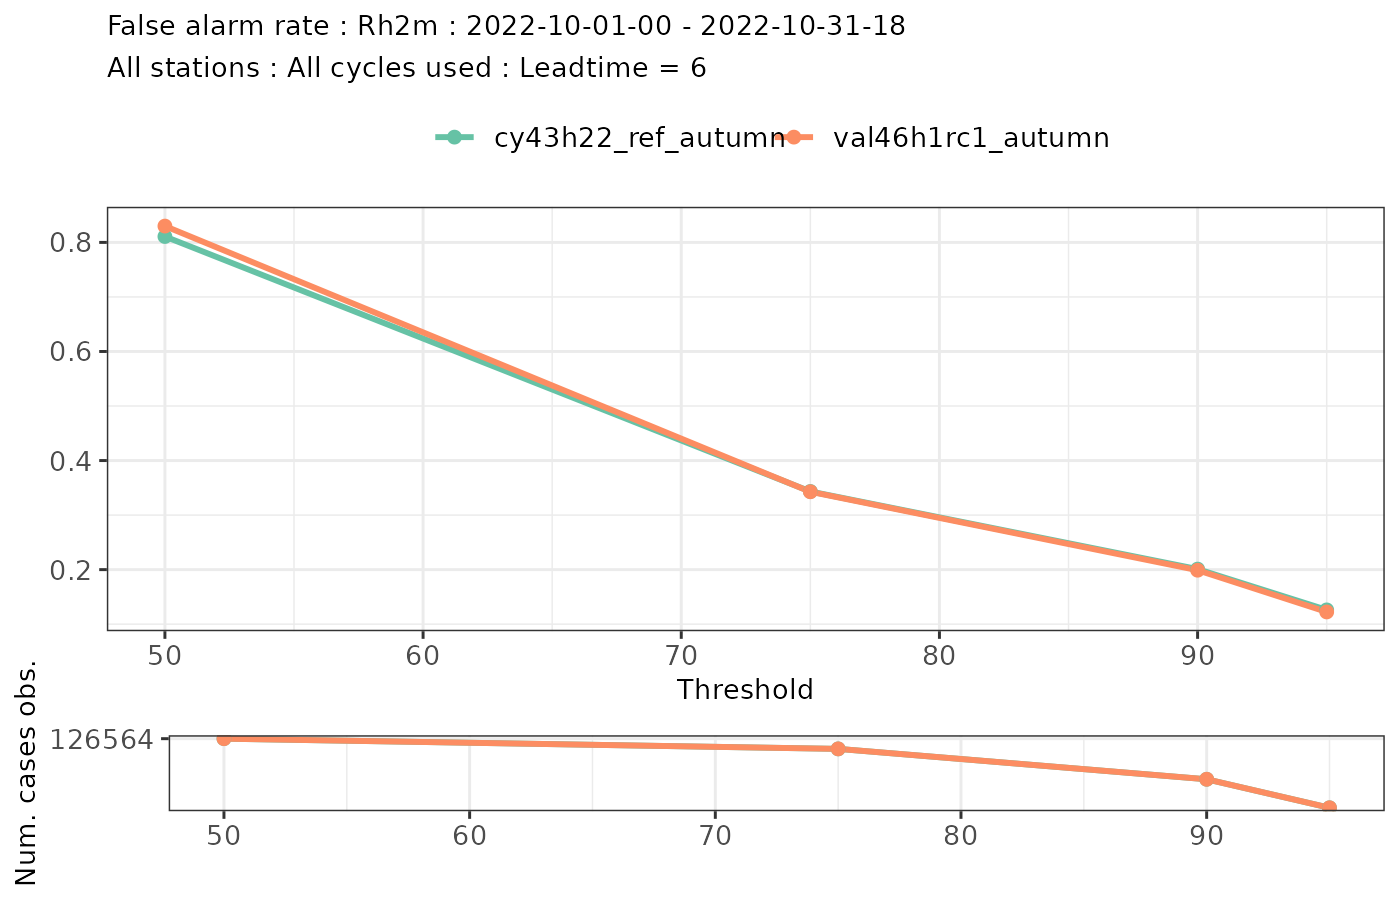 False alarm rate : Rh2m : 2022-10-01-00 - 2022-10-31-18
All stations : All cycles used : Leadtime = 6
cy43h22_ref_autumn val46h1rc1_autumn
0.8
0.6
0.4
0.2
50 60 70 80 90
Threshold
Num. cases obs.
126564
50 60 70 80 90